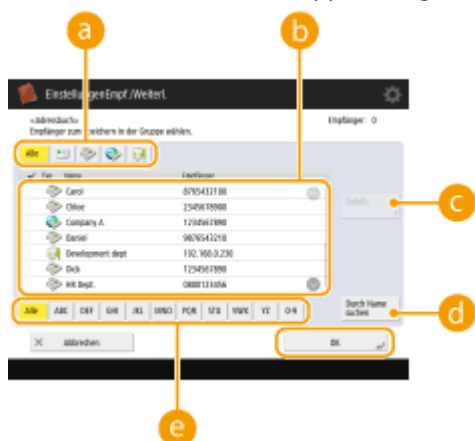 a
b
Einstellungen Empf./Weiterl.
<Adressbuch>
Empfänger zum Speichern in der Gruppe wählen.
Empfänger: 0
Alle
Typ Name Empfänger
Carol 8765432100
Chloe 2345678900
Company A 1234567890
Daniel 9876543210
Development dept 192.168.0.230
Dick 1234567890
HR Dept. 0800123456
Details
c
Alle ABC DEF GHI JKL MNO PQR STU VWX YZ 0-9
Durch Name
suchen
d
Abbrechen
OK
e